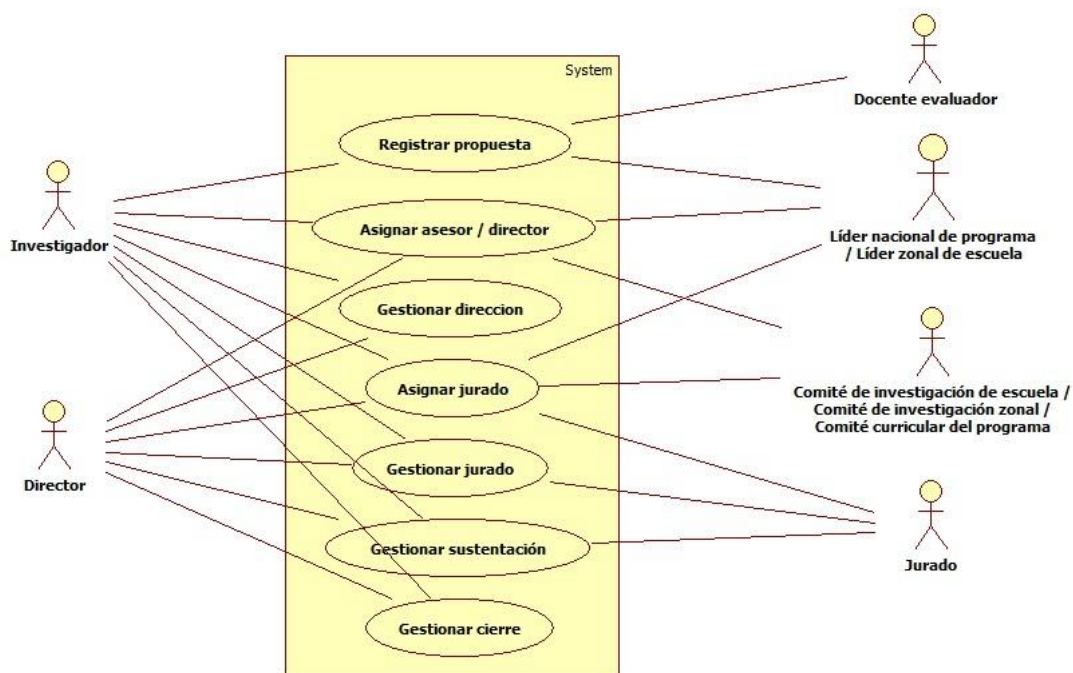 System
Docente evaluador
Registrar propuesta
Investigador
Asignar asesor / director
Líder nacional de programa
/ Líder zonal de escuela
Gestionar direccion
Asignar jurado
Comité de investigación de escuela /
Comité de investigación zonal /
Comité curricular del programa
Director
Gestionar jurado
Gestionar sustentación
Jurado
Gestionar cierre